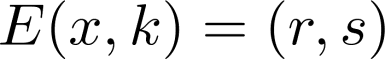 E(x, k) = (r, s)